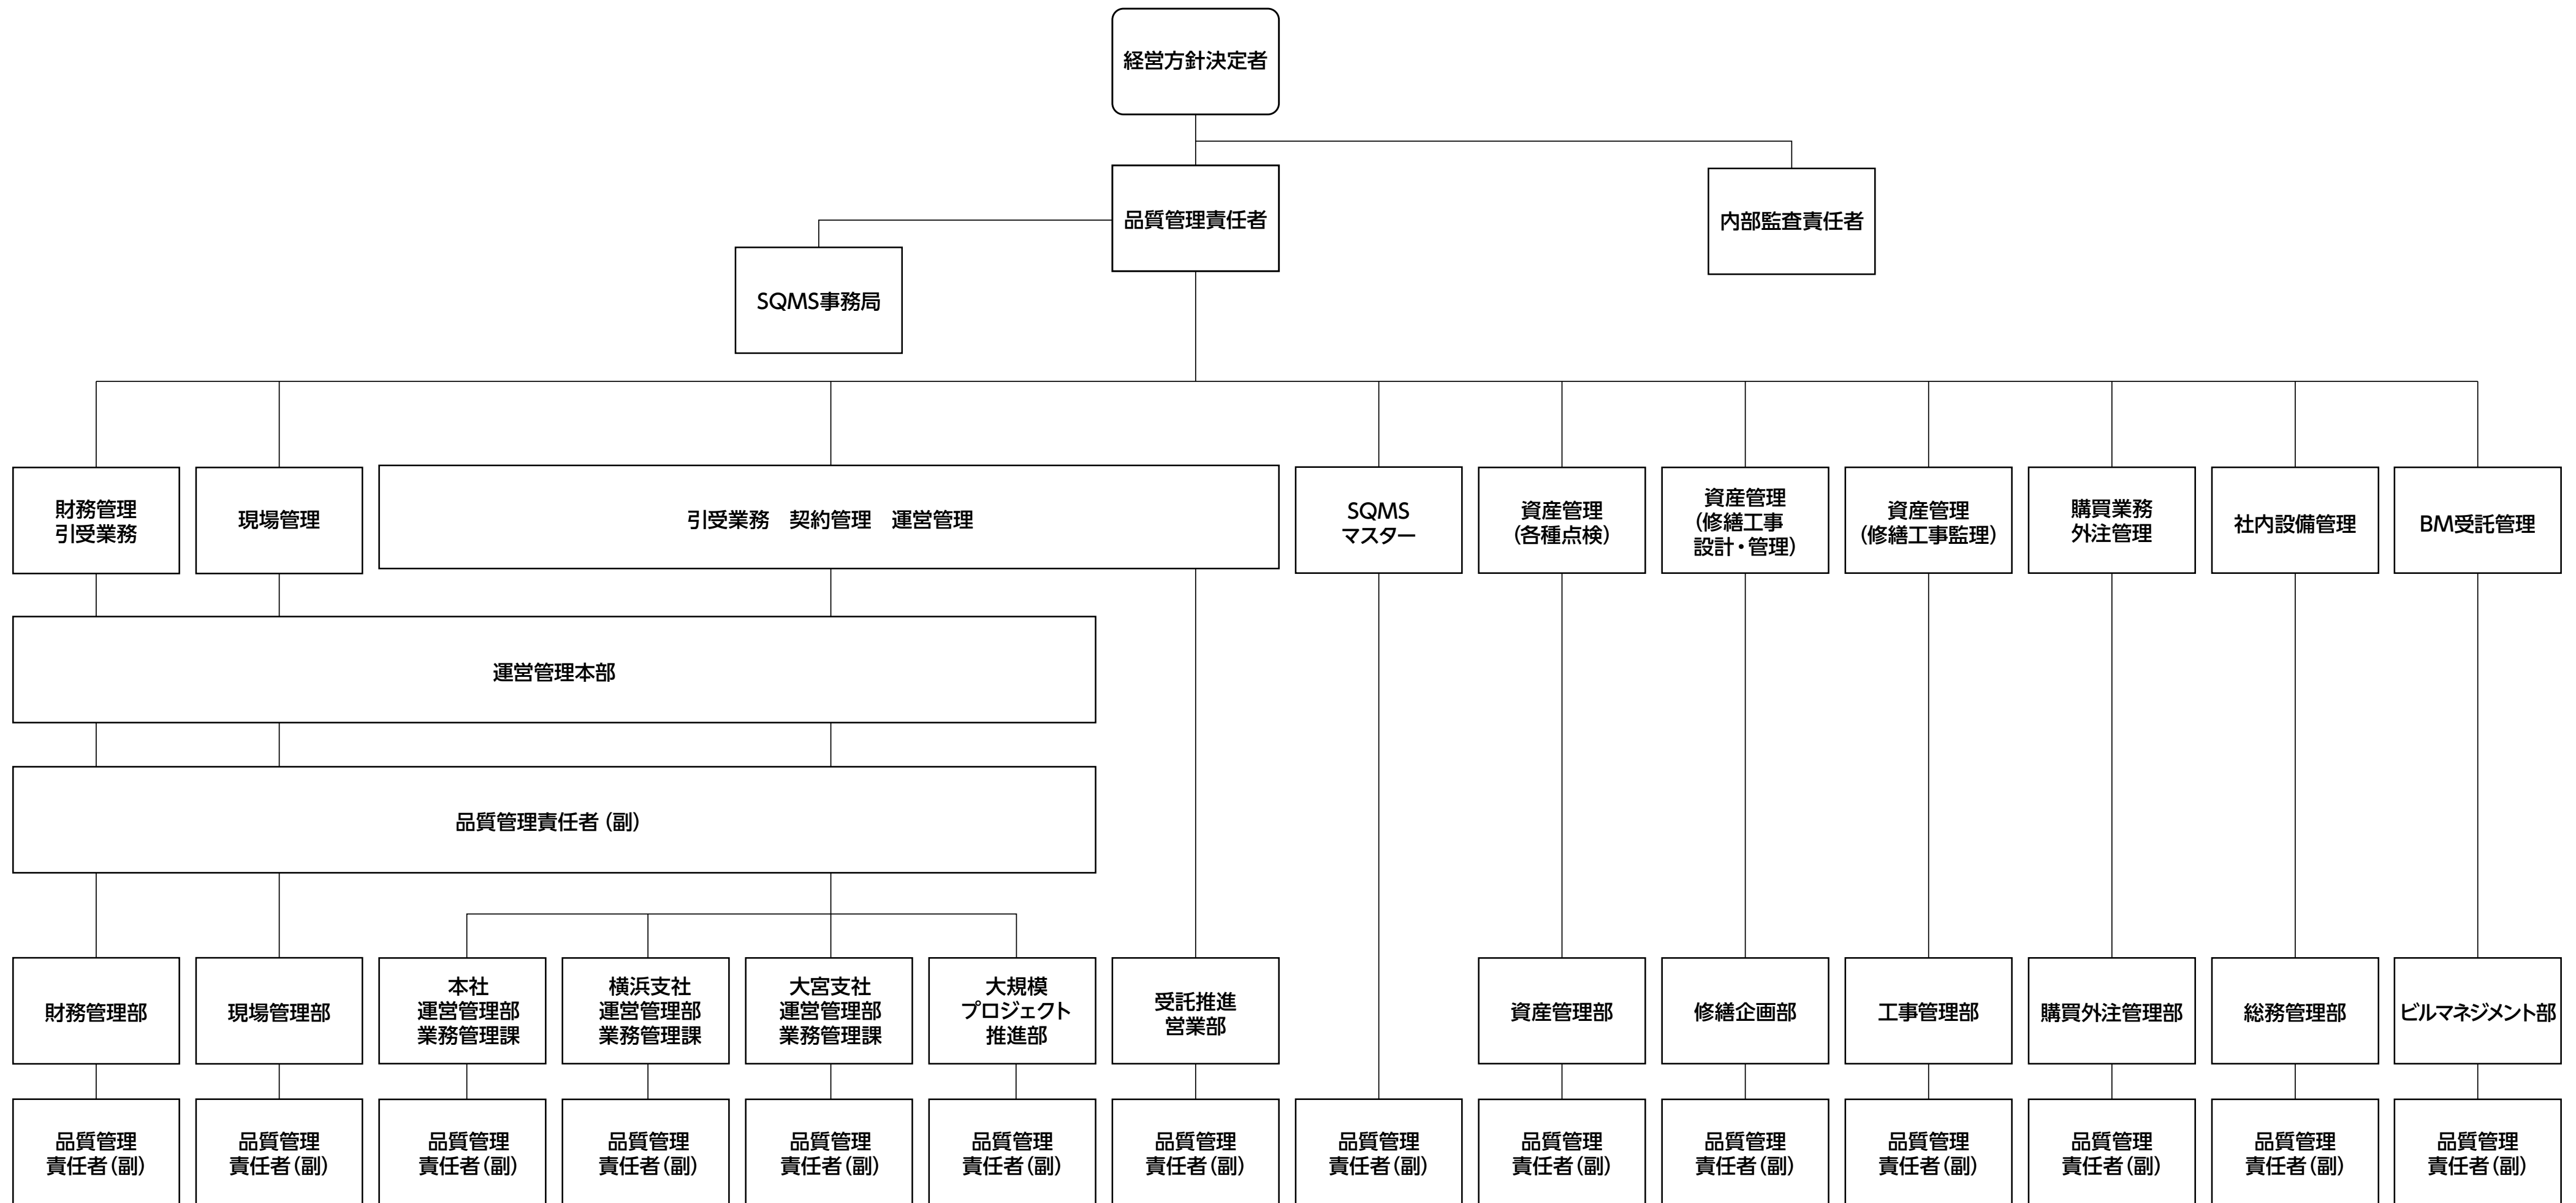 経営方針決定者
品質管理責任者
内部監査責任者
SQMS事務局
財務管理
引受業務
現場管理
引受業務　契約管理　運営管理
SQMS
マスター
資産管理
(各種点検)
資産管理
(修繕工事
設計・管理)
資産管理
(修繕工事監理)
購買業務
外注管理
社内設備管理
BM受託管理
運営管理本部
品質管理責任者（副）
財務管理部
現場管理部
本社
運営管理部
業務管理課
横浜支社
運営管理部
業務管理課
大宮支社
運営管理部
業務管理課
大規模
プロジェクト
推進部
受託推進
営業部
資産管理部
修繕企画部
工事管理部
購買外注管理部
総務管理部
ビルマネジメント部
品質管理
責任者（副）
品質管理
責任者（副）
品質管理
責任者（副）
品質管理
責任者（副）
品質管理
責任者（副）
品質管理
責任者（副）
品質管理
責任者（副）
品質管理
責任者（副）
品質管理
責任者（副）
品質管理
責任者（副）
品質管理
責任者（副）
品質管理
責任者（副）
品質管理
責任者（副）
品質管理
責任者（副）